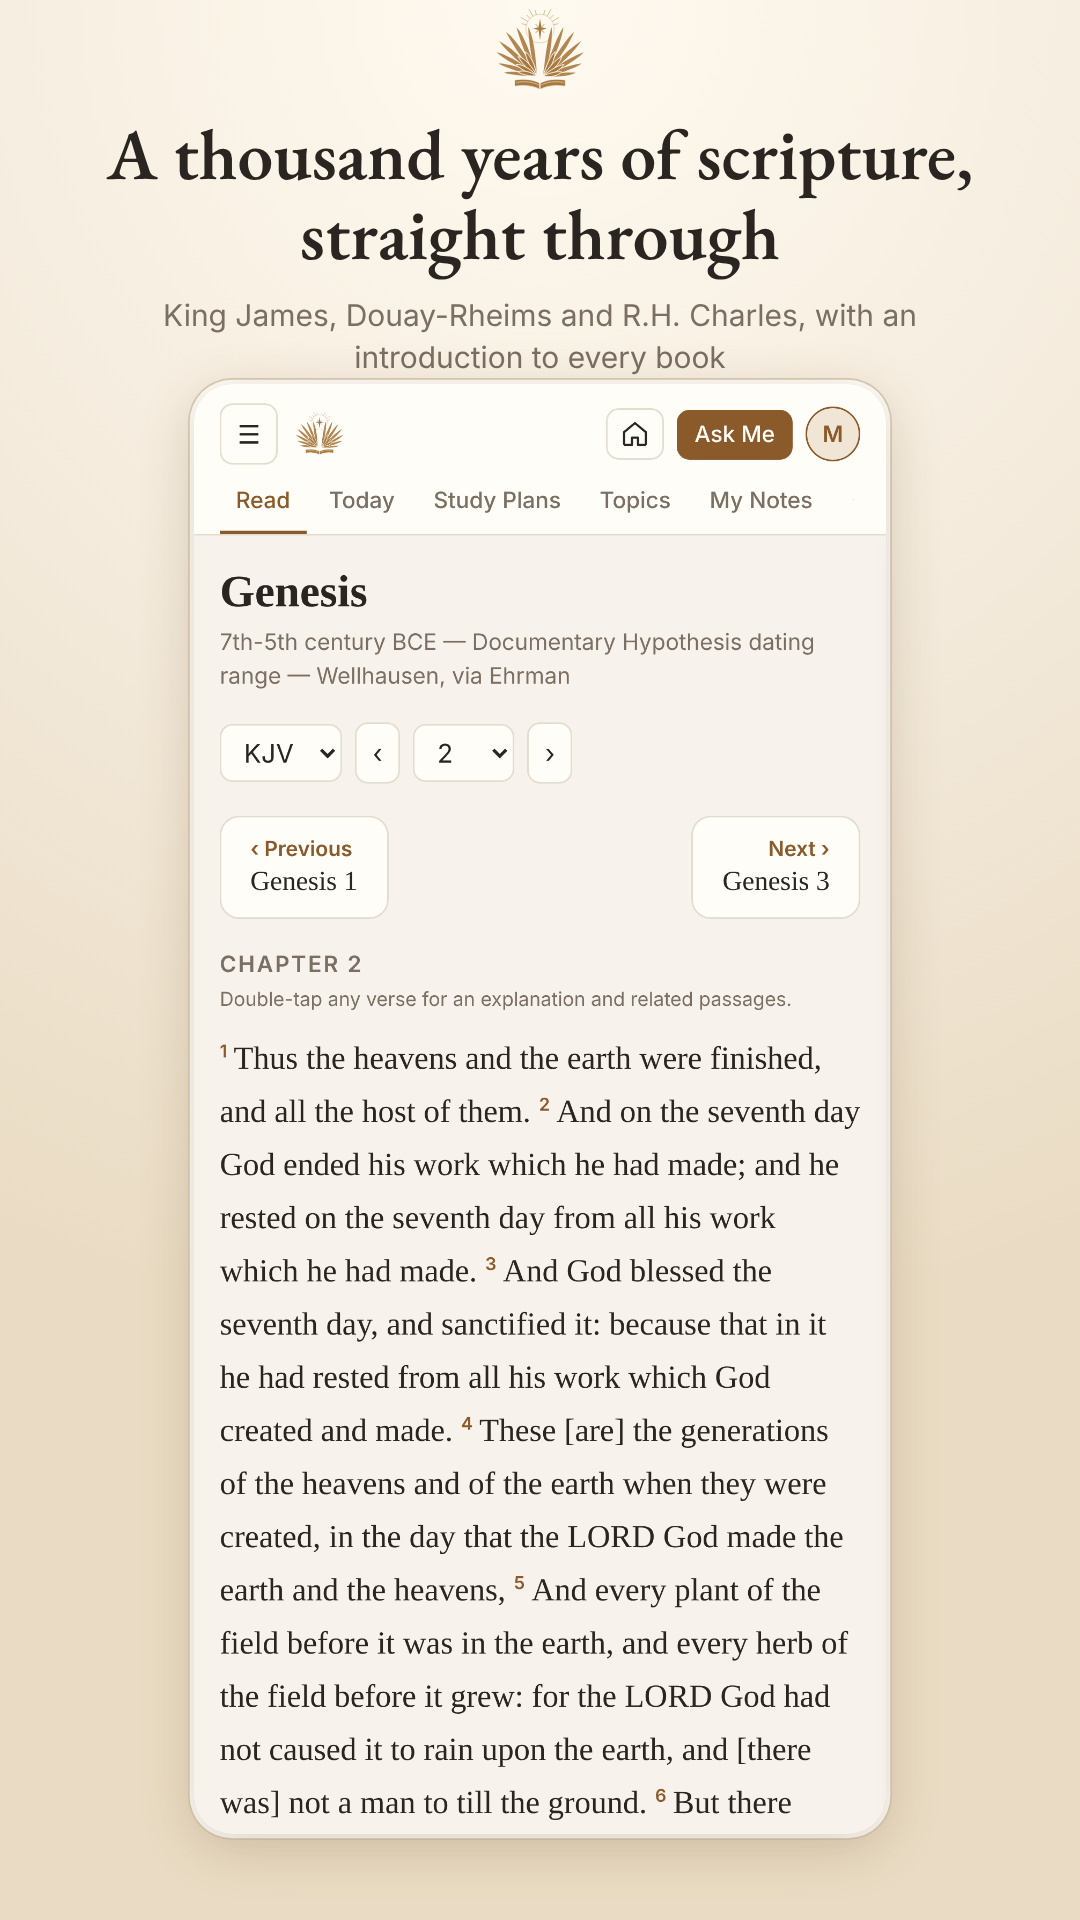 A thousand years of scripture,
straight through
King James, Douay-Rheims and R.H. Charles, with an
introduction to every book
Ask Me
M
Read Today Study Plans Topics My Notes
Genesis
7th-5th century BCE — Documentary Hypothesis dating
range — Wellhausen, via Ehrman
KJV ‹ 2 ›
‹ Previous
Genesis 1
Next ›
Genesis 3
CHAPTER 2
Double-tap any verse for an explanation and related passages.
1 Thus the heavens and the earth were finished,
and all the host of them. 2 And on the seventh day
God ended his work which he had made; and he
rested on the seventh day from all his work
which he had made. 3 And God blessed the
seventh day, and sanctified it: because that in it
he had rested from all his work which God
created and made. 4 These [are] the generations
of the heavens and of the earth when they were
created, in the day that the LORD God made the
earth and the heavens, 5 And every plant of the
field before it was in the earth, and every herb of
the field before it grew: for the LORD God had
not caused it to rain upon the earth, and [there
was] not a man to till the ground. 6 But there